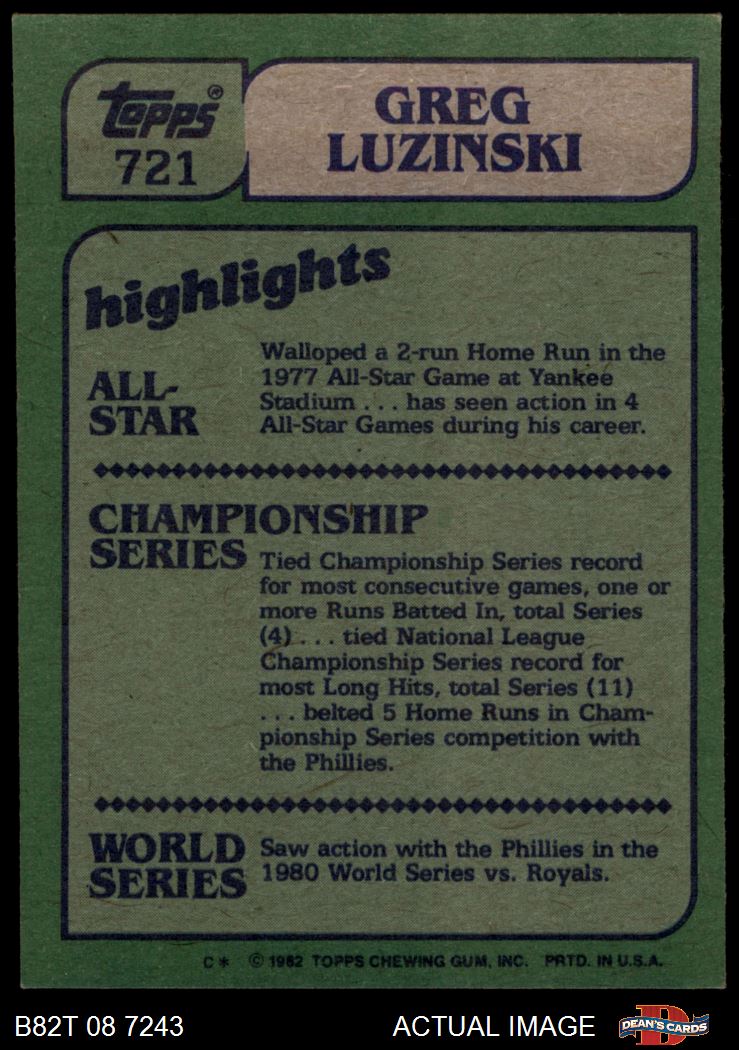 topps®
721
GREG
LUZINSKI
highlights
ALL-
STAR
Walloped a 2-run Home Run in the
1977 All-Star Game at Yankee
Stadium . . . has seen action in 4
All-Star Games during his career.
CHAMPIONSHIP
SERIES
Tied Championship Series record
for most consecutive games, one or
more Runs Batted In, total Series
(4) . . . tied National League
Championship Series record for
most Long Hits, total Series (11)
. . . belted 5 Home Runs in Cham-
pionship Series competition with
the Phillies.
WORLD
SERIES
Saw action with the Phillies in the
1980 World Series vs. Royals.
C* © 1982 TOPPS CHEWING GUM, INC. PRTD. IN U.S.A.
B82T 08 7243
ACTUAL IMAGE
D
DEAN'S CARDS